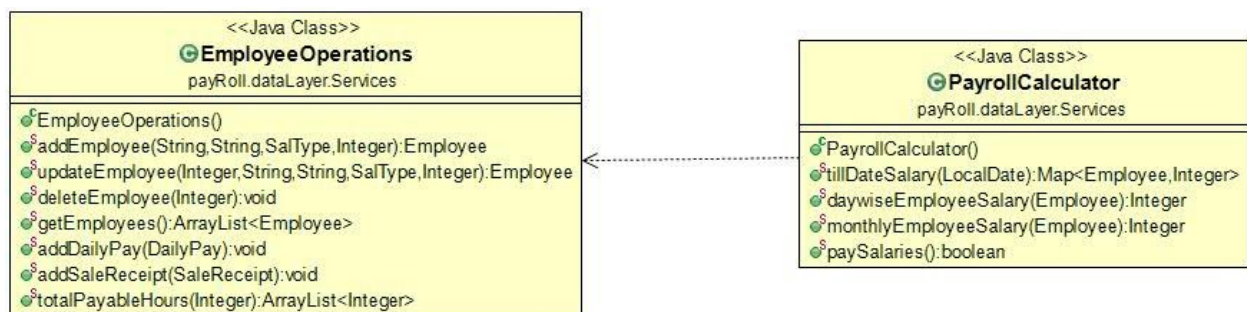 <<Java Class>>
EmployeeOperations
payRoll.dataLayer.Services
EmployeeOperations()
addEmployee(String,String,SalType,Integer):Employee
updateEmployee(Integer,String,String,SalType,Integer):Employee
deleteEmployee(Integer):void
getEmployees():ArrayList<Employee>
addDailyPay(DailyPay):void
addSaleReceipt(SaleReceipt):void
totalPayableHours(Integer):ArrayList<Integer>
<<Java Class>>
PayrollCalculator
payRoll.dataLayer.Services
PayrollCalculator()
tillDateSalary(LocalDate):Map<Employee,Integer>
daywiseEmployeeSalary(Employee):Integer
monthlyEmployeeSalary(Employee):Integer
paySalaries():boolean